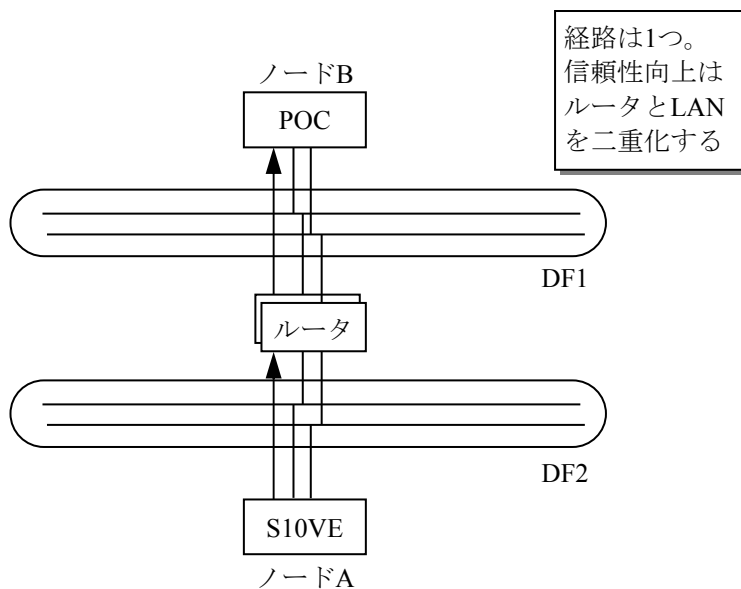 経路は1つ。
信頼性向上は
ルータとLAN
を二重化する
ノードB
POC
DF1
ルータ
DF2
S10VE
ノードA